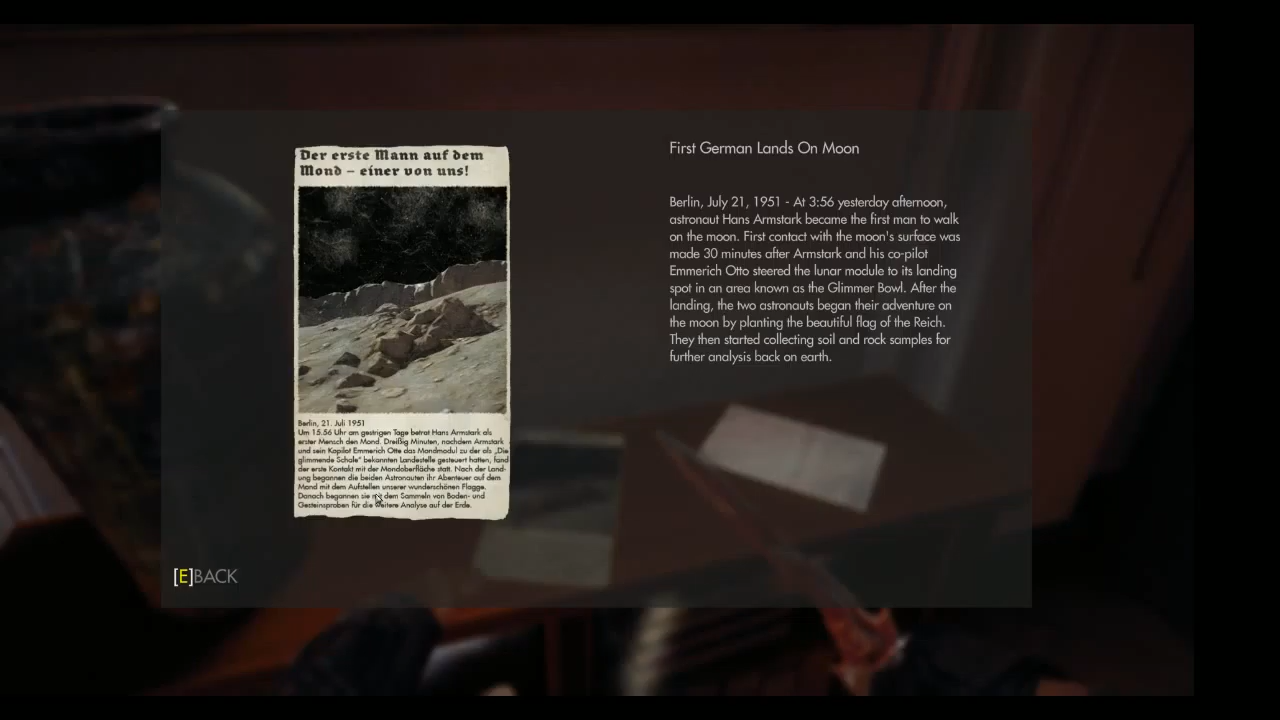 Der erste Mann auf dem
Mond – einer von uns!
Berlin, 21. Juli 1951
Um 15.56 Uhr am gestrigen Tage betrat Hans Armstark als
erster Mensch den Mond. Dreißig Minuten, nachdem Armstark
und sein Kopilot Emmerich Otto das Mondmodul zu der als „Die
glimmende Schale“ bekannten Landestelle gesteuert hatten, fand
der erste Kontakt mit der Mondoberfläche statt. Nach der Land-
ung begannen die beiden Astronauten ihr Abenteuer auf dem
Mond mit dem Aufstellen unserer wunderschönen Flagge.
Danach begannen sie mit dem Sammeln von Boden- und
Gesteinsproben für die weitere Analyse auf der Erde.
First German Lands On Moon
Berlin, July 21, 1951 - At 3:56 yesterday afternoon,
astronaut Hans Armstark became the first man to walk
on the moon. First contact with the moon's surface was
made 30 minutes after Armstark and his co-pilot
Emmerich Otto steered the lunar module to its landing
spot in an area known as the Glimmer Bowl. After the
landing, the two astronauts began their adventure on
the moon by planting the beautiful flag of the Reich.
They then started collecting soil and rock samples for
further analysis back on earth.
[E]BACK